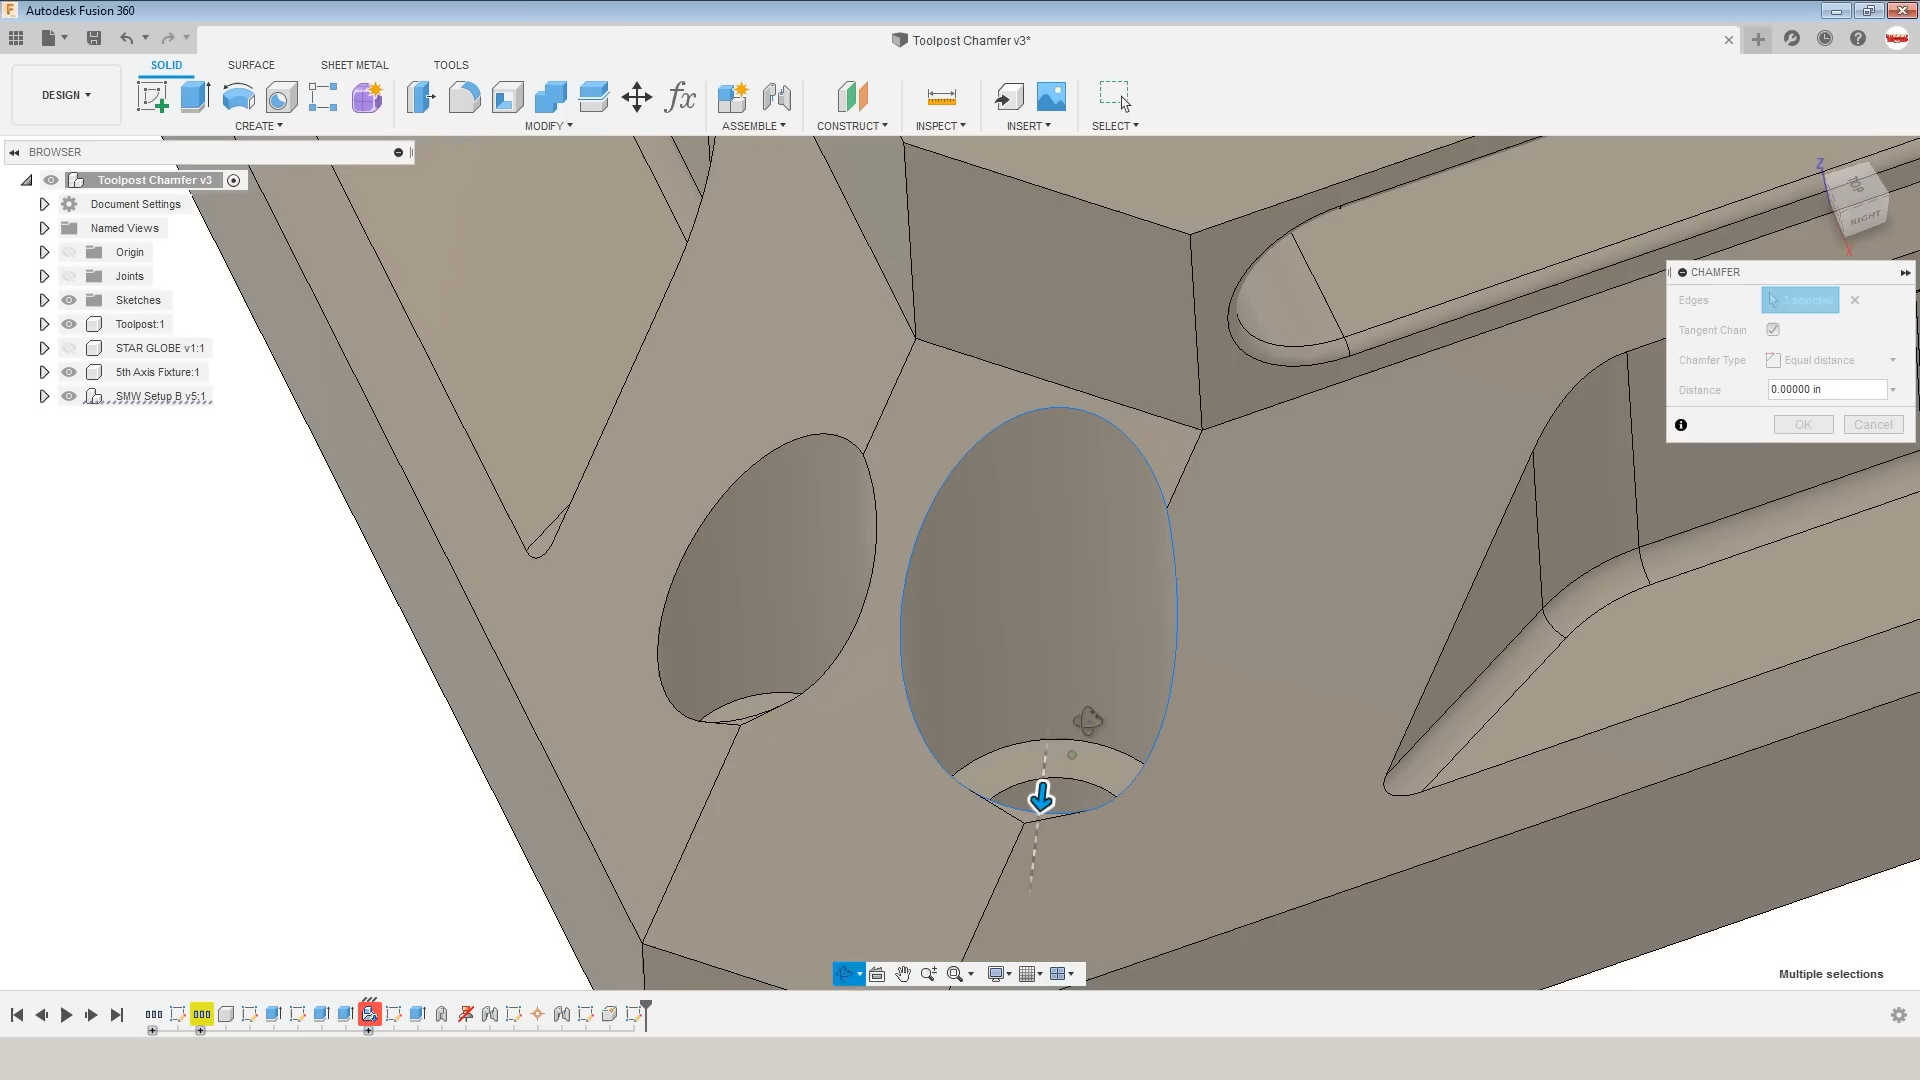 Autodesk Fusion 360
Toolpost Chamfer v3*
DESIGN
SOLID
SURFACE
SHEET METAL
TOOLS
CREATE
MODIFY
ASSEMBLE
CONSTRUCT
INSPECT
INSERT
SELECT
BROWSER
Toolpost Chamfer v3
Document Settings
Named Views
Origin
Joints
Sketches
Toolpost:1
STAR GLOBE v1:1
5th Axis Fixture:1
SMW Setup B v5:1
Z
TOP
RIGHT
X
CHAMFER
Edges
3 selected
Tangent Chain
Chamfer Type
Equal distance
Distance
0.00000 in
OK
Cancel
Multiple selections